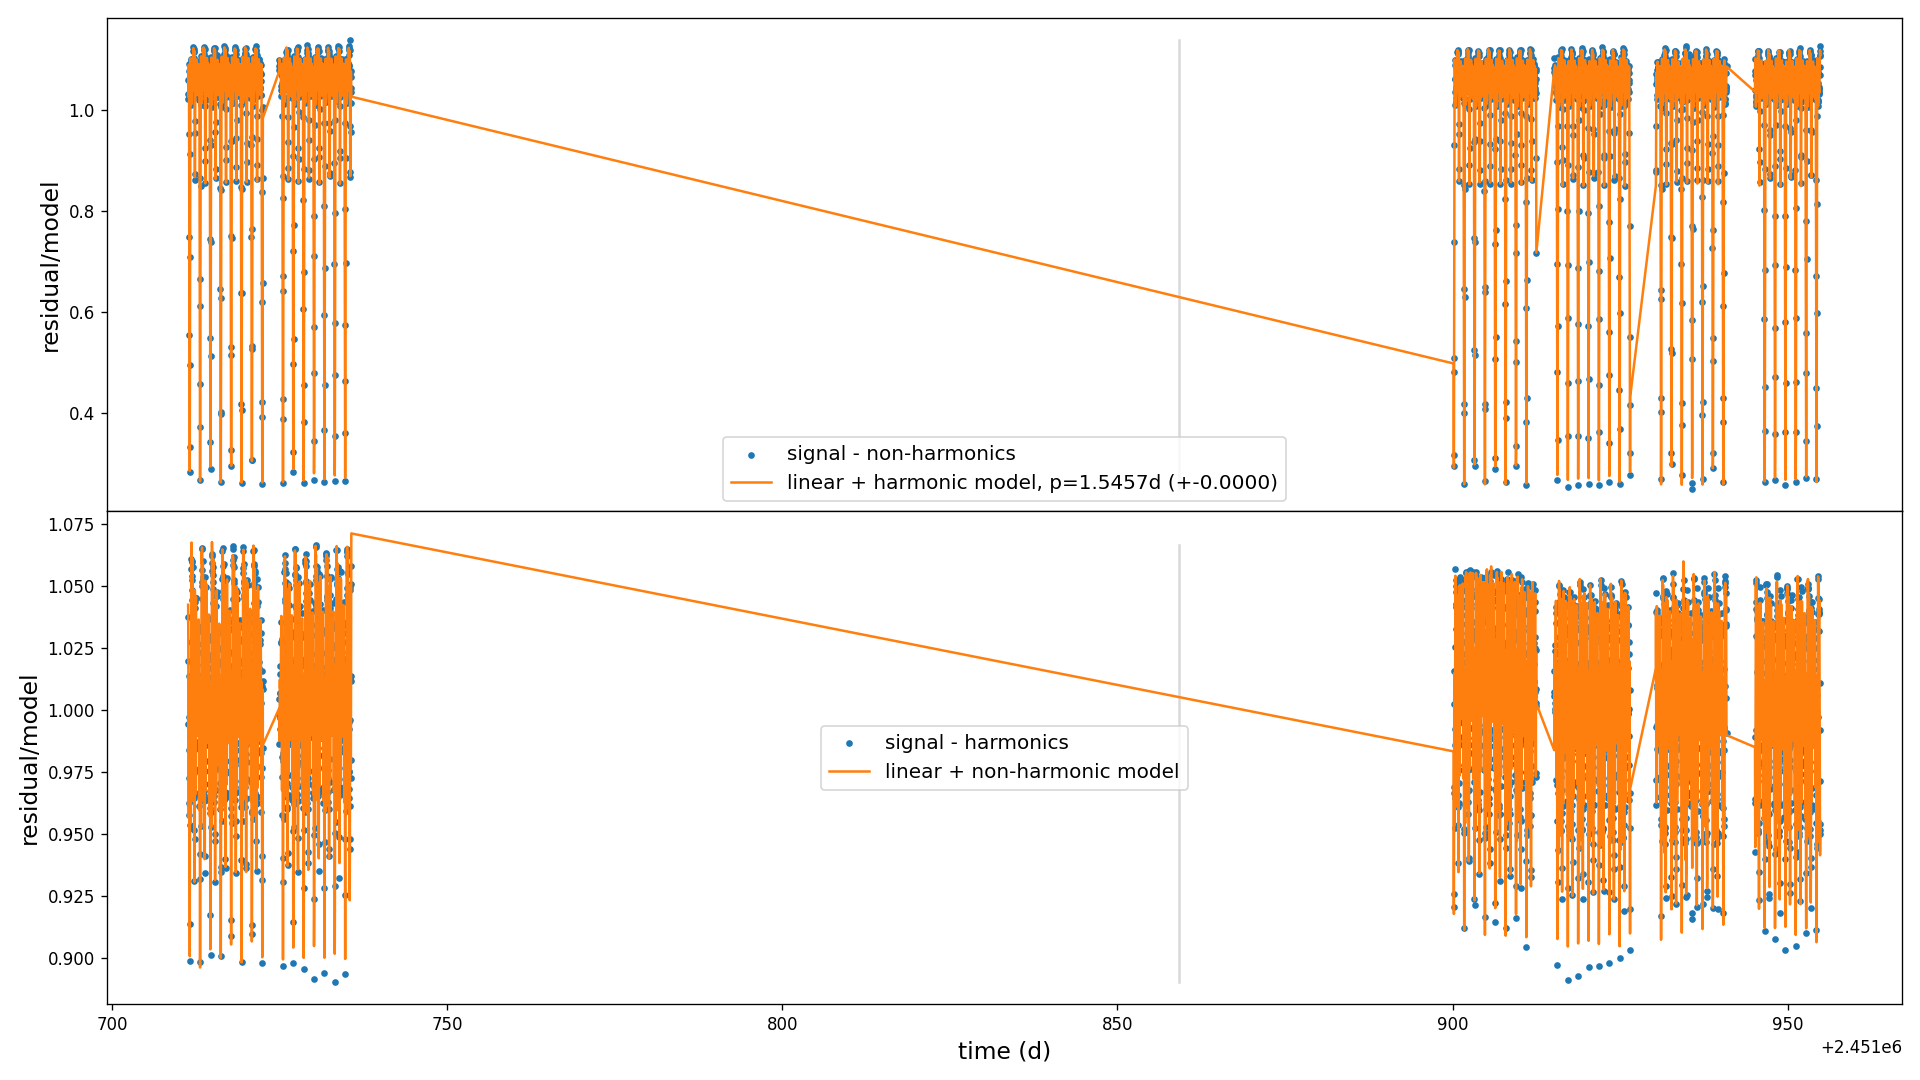 1.0
0.8
0.6
0.4
residual/model
signal - non-harmonics
linear + harmonic model, p=1.5457d (+-0.0000)
1.075
1.050
1.025
1.000
0.975
0.950
0.925
0.900
residual/model
signal - harmonics
linear + non-harmonic model
700 750 800 850 900 950
+2.451e6
time (d)